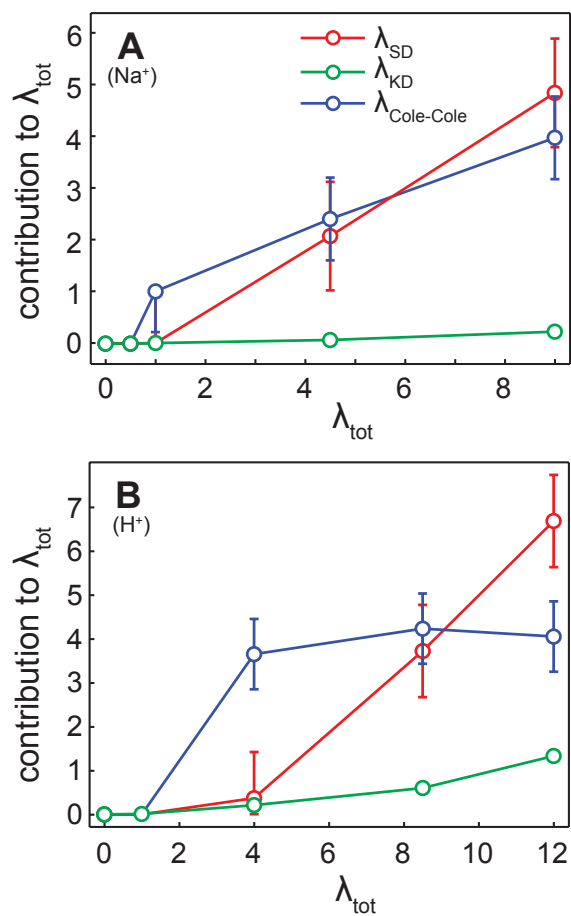 A
(Na⁺)
λSD
λKD
λCole-Cole
contribution to λtot
6
5
4
3
2
1
0
0 2 4 6 8
λtot
B
(H⁺)
contribution to λtot
7
6
5
4
3
2
1
0
0 2 4 6 8 10 12
λtot